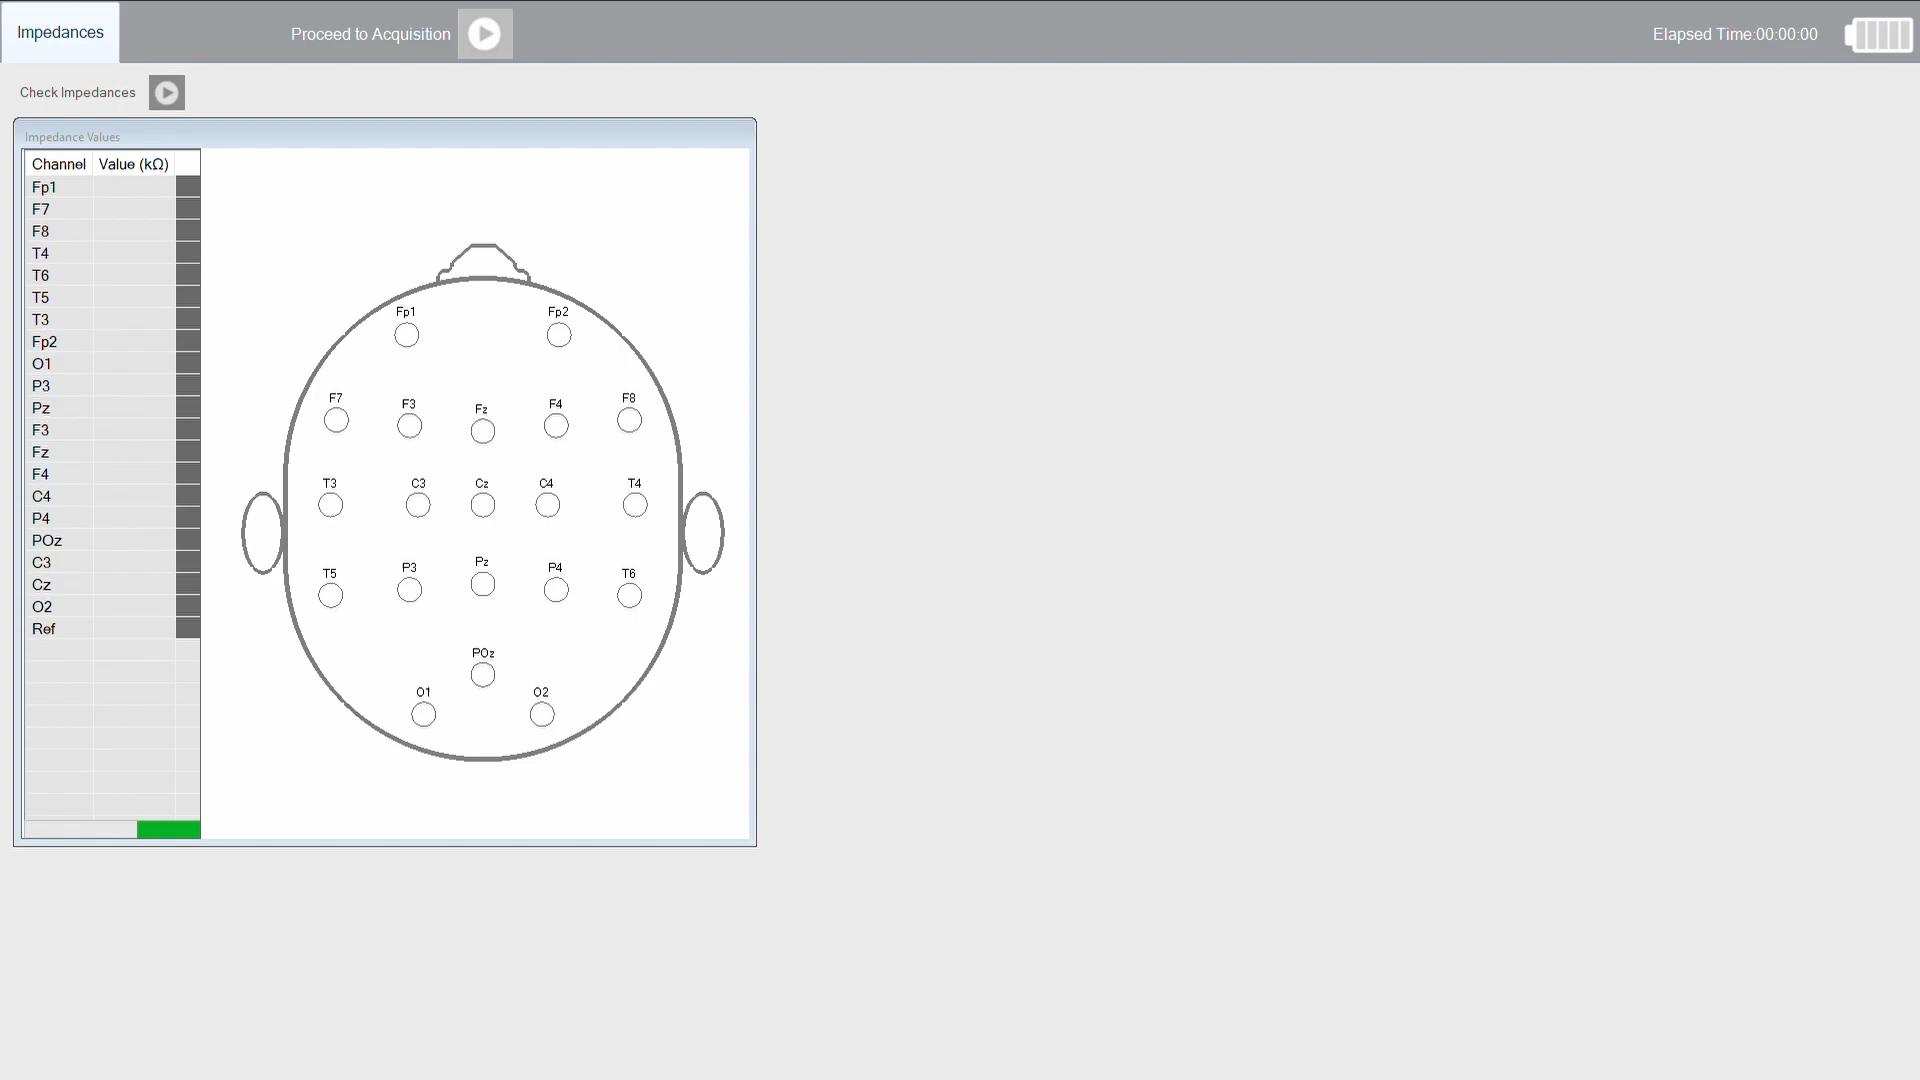 Impedances
Proceed to Acquisition
Elapsed Time:00:00:00
Check Impedances
Impedance Values
Channel Value (kΩ)
Fp1
F7
F8
T4
T6
T5
T3
Fp2
O1
P3
Pz
F3
Fz
F4
C4
P4
POz
C3
Cz
O2
Ref
Fp1 Fp2
F7 F3 Fz F4 F8
T3 C3 Cz C4 T4
T5 P3 Pz P4 T6
POz
O1 O2